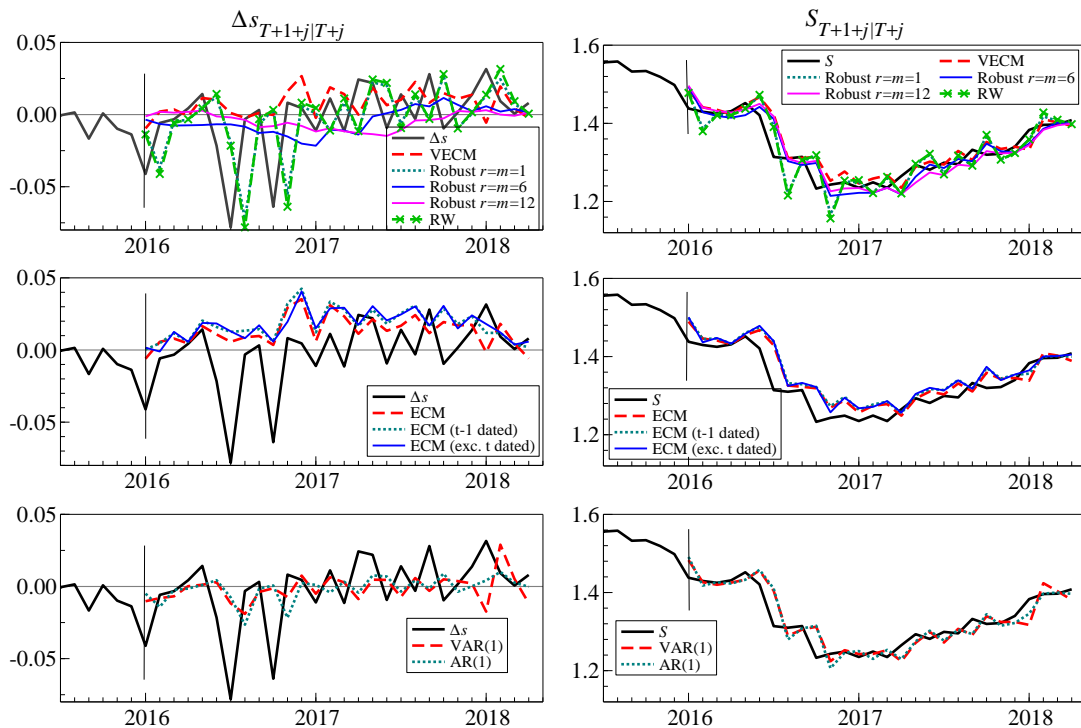 Δs T+1+j|T+j
S T+1+j|T+j
0.05
0.00
-0.05
2016 2017 2018
Δs
VECM
Robust r=m=1
Robust r=m=6
Robust r=m=12
RW
1.6
1.4
1.2
2016 2017 2018
S VECM
Robust r=m=1 Robust r=m=6
Robust r=m=12 RW
0.05
0.00
-0.05
2016 2017 2018
Δs
ECM
ECM (t-1 dated)
ECM (exc. t dated)
1.6
1.4
1.2
2016 2017 2018
S
ECM
ECM (t-1 dated)
ECM (exc. t dated)
0.05
0.00
-0.05
2016 2017 2018
Δs
VAR(1)
AR(1)
1.6
1.4
1.2
2016 2017 2018
S
VAR(1)
AR(1)